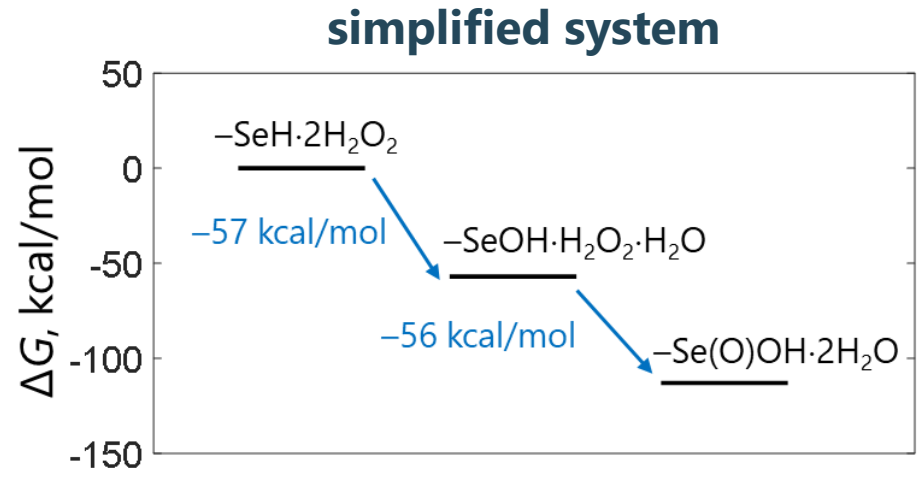 simplified system
ΔG, kcal/mol
50
0
-50
-100
-150
–SeH·2H₂O₂
–57 kcal/mol
–SeOH·H₂O₂·H₂O
–56 kcal/mol
–Se(O)OH·2H₂O